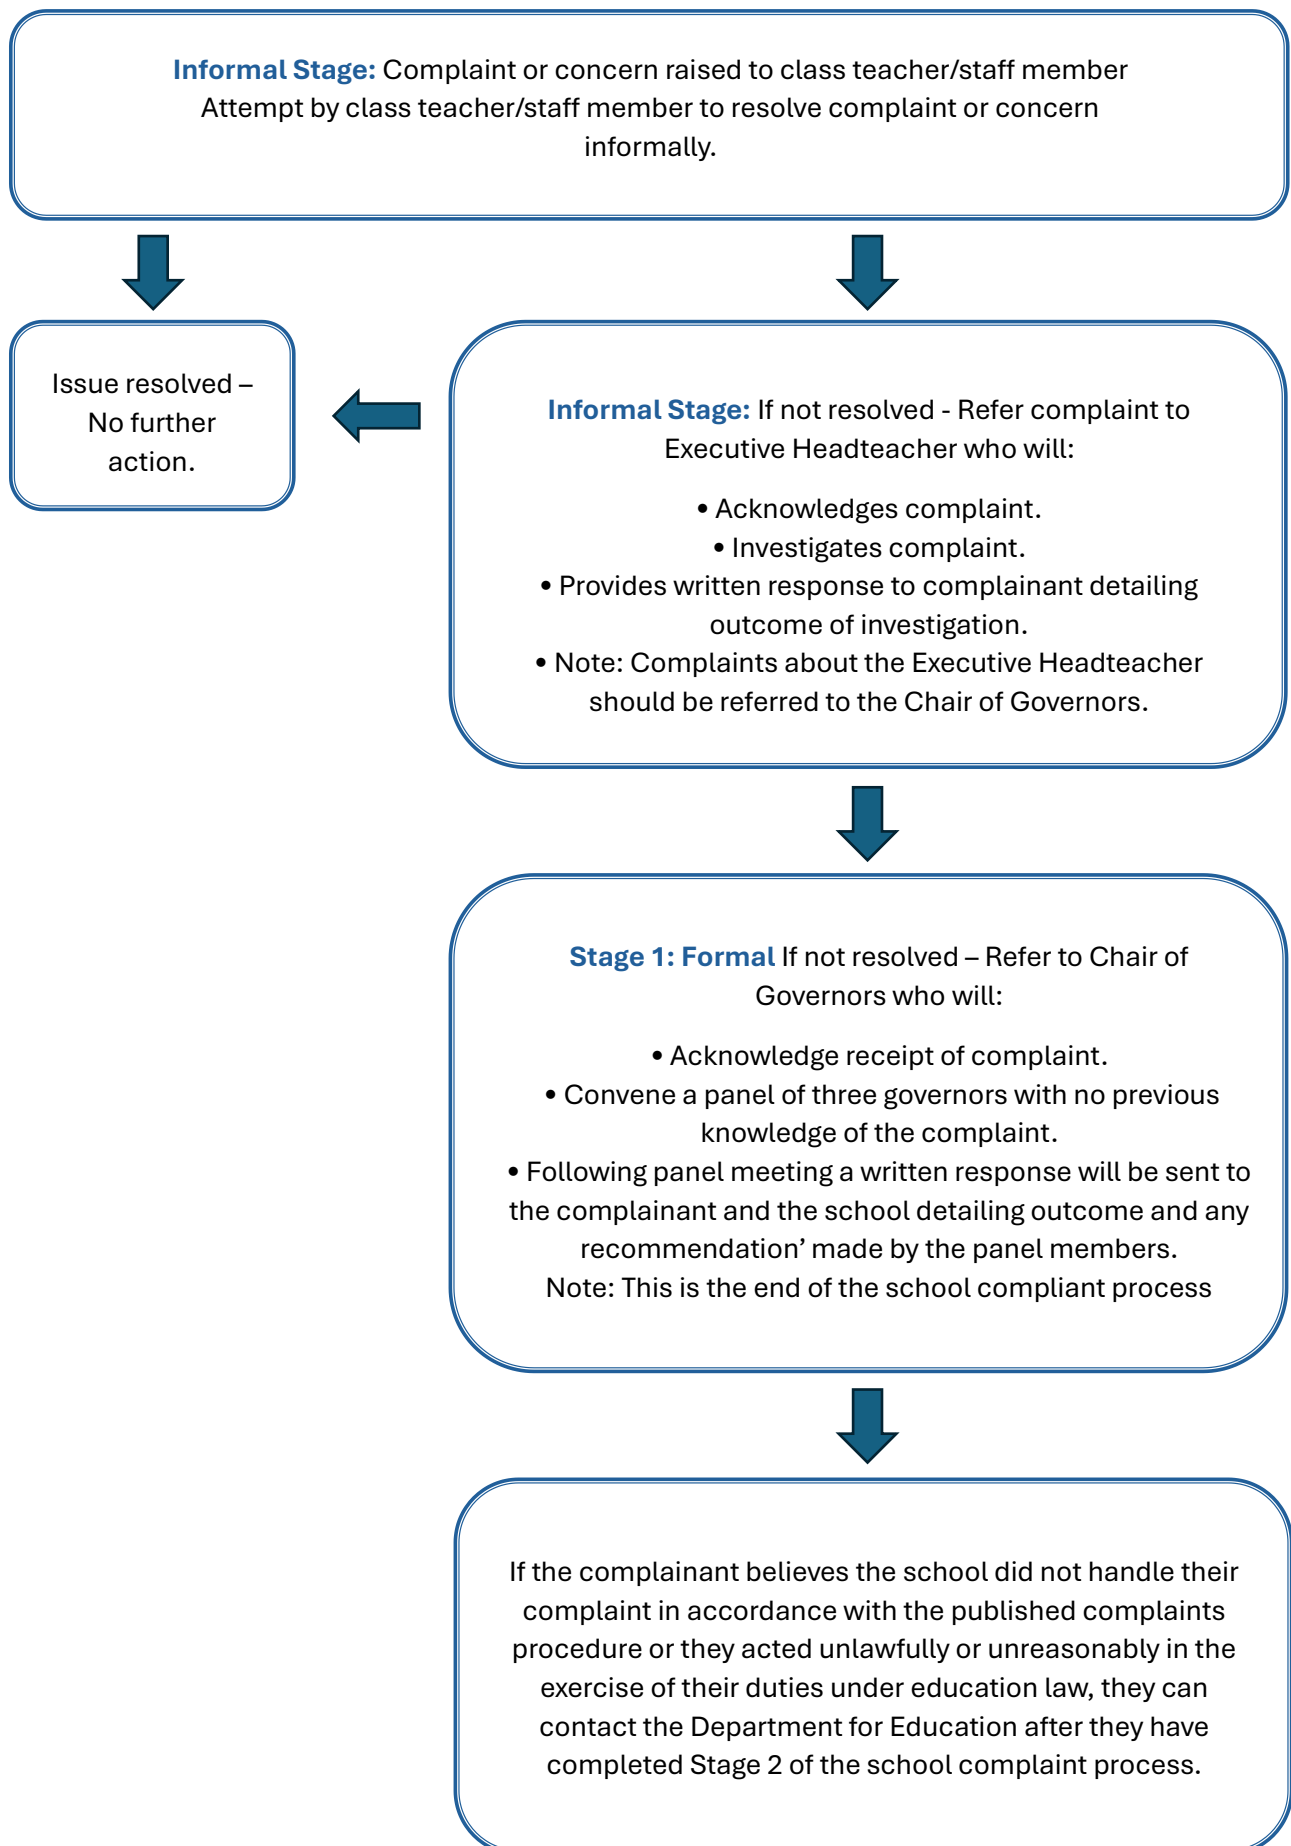 Informal Stage: Complaint or concern raised to class teacher/staff member
Attempt by class teacher/staff member to resolve complaint or concern
informally.
Issue resolved –
No further
action.
Informal Stage: If not resolved - Refer complaint to
Executive Headteacher who will:
• Acknowledges complaint.
• Investigates complaint.
• Provides written response to complainant detailing
outcome of investigation.
• Note: Complaints about the Executive Headteacher
should be referred to the Chair of Governors.
Stage 1: Formal If not resolved – Refer to Chair of
Governors who will:
• Acknowledge receipt of complaint.
• Convene a panel of three governors with no previous
knowledge of the complaint.
• Following panel meeting a written response will be sent to
the complainant and the school detailing outcome and any
recommendation’ made by the panel members.
Note: This is the end of the school compliant process
If the complainant believes the school did not handle their
complaint in accordance with the published complaints
procedure or they acted unlawfully or unreasonably in the
exercise of their duties under education law, they can
contact the Department for Education after they have
completed Stage 2 of the school complaint process.